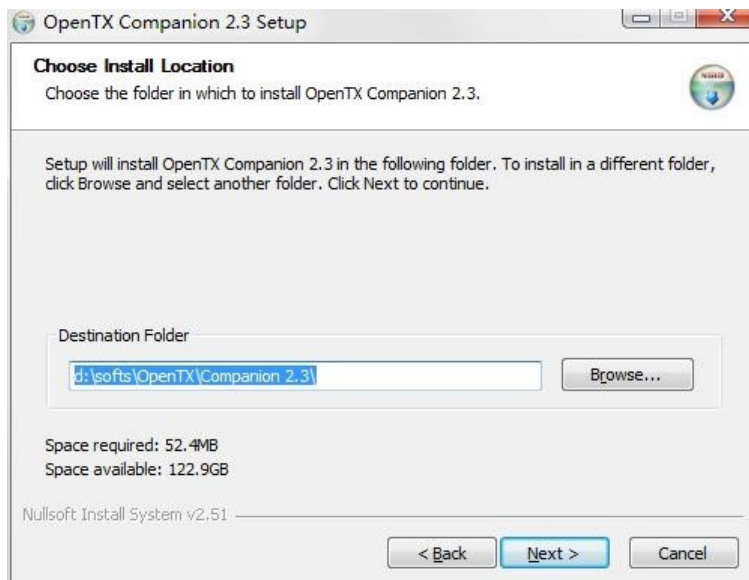 OpenTX Companion 2.3 Setup
Choose Install Location
Choose the folder in which to install OpenTX Companion 2.3.
Setup will install OpenTX Companion 2.3 in the following folder. To install in a different folder,
click Browse and select another folder. Click Next to continue.
Destination Folder
d:\softs\OpenTX\Companion 2.3\
Browse...
Space required: 52.4MB
Space available: 122.9GB
Nullsoft Install System v2.51
< Back
Next >
Cancel